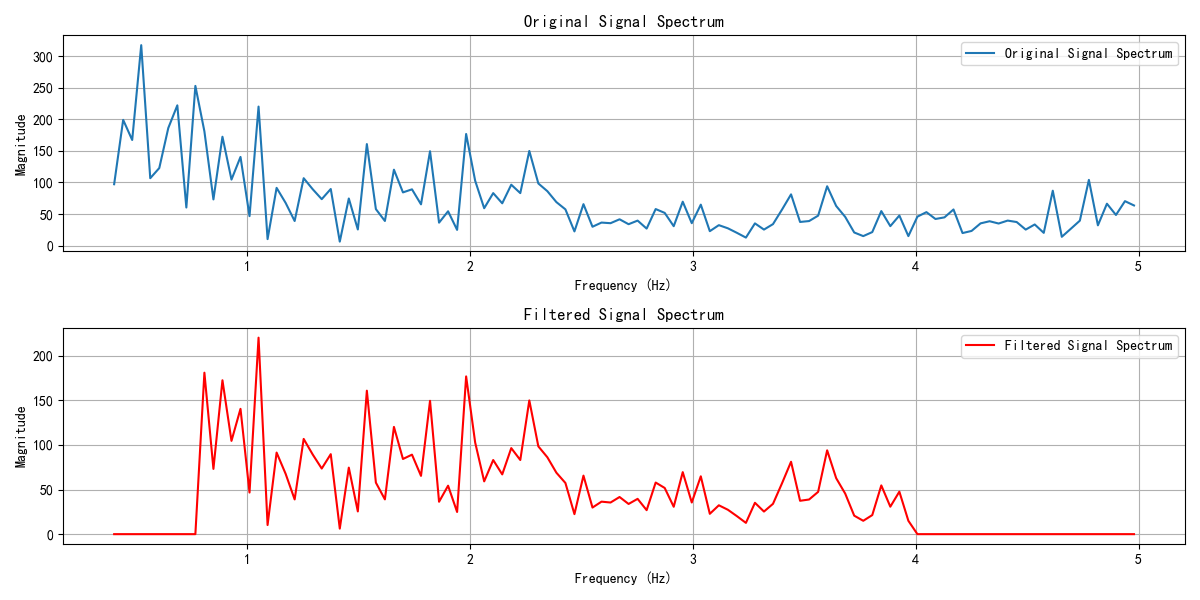 Original Signal Spectrum
Original Signal Spectrum
Magnitude
300
250
200
150
100
50
0
1 2 3 4 5
Frequency (Hz)
Filtered Signal Spectrum
Filtered Signal Spectrum
Magnitude
200
150
100
50
0
1 2 3 4 5
Frequency (Hz)